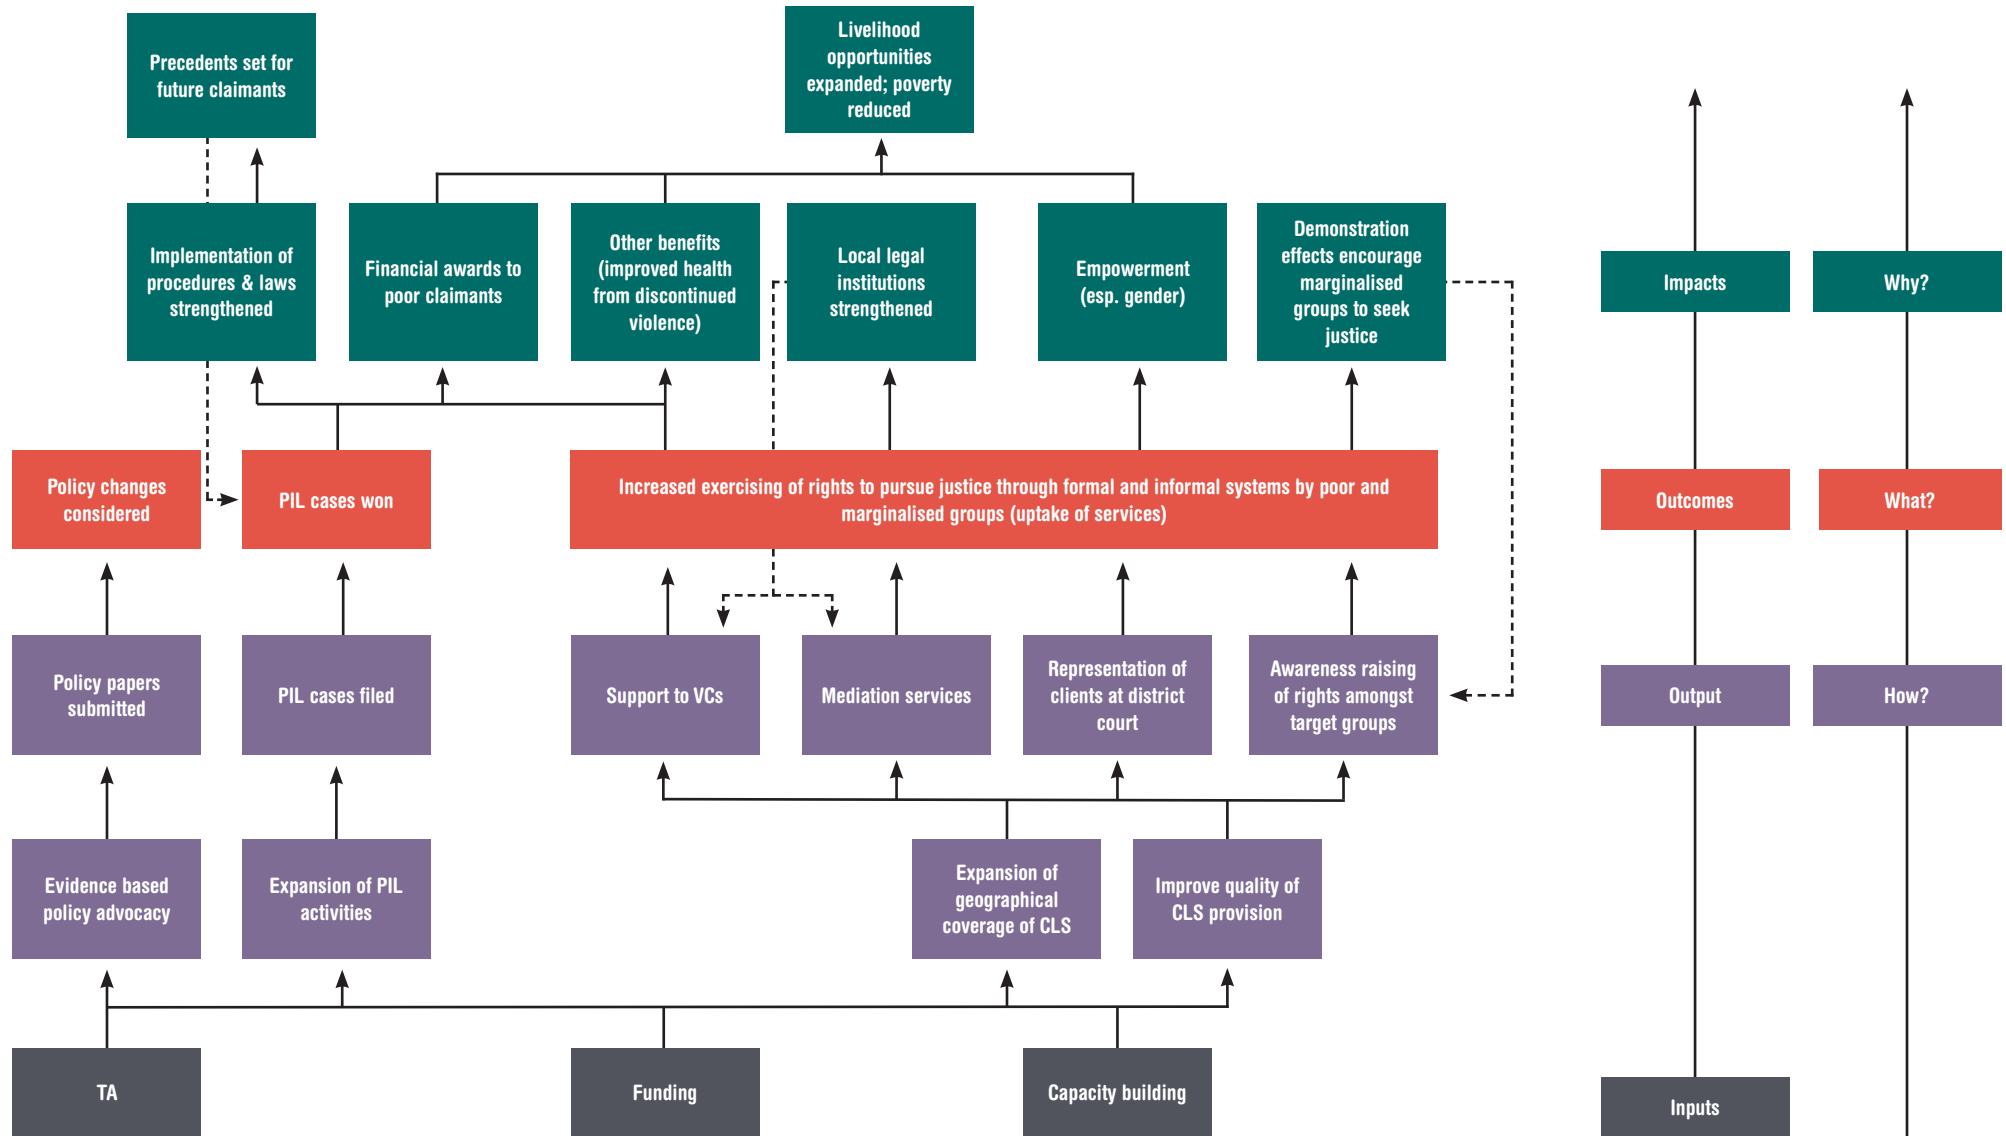 Precedents set for
future claimants
Livelihood
opportunities
expanded; poverty
reduced
Implementation of
procedures & laws
strengthened
Financial awards to
poor claimants
Other benefits
(improved health
from discontinued
violence)
Local legal
institutions
strengthened
Empowerment
(esp. gender)
Demonstration
effects encourage
marginalised
groups to seek
justice
Impacts
Why?
Policy changes
considered
PIL cases won
Increased exercising of rights to pursue justice through formal and informal systems by poor and
marginalised groups (uptake of services)
Outcomes
What?
Policy papers
submitted
PIL cases filed
Support to VCs
Mediation services
Representation of
clients at district
court
Awareness raising
of rights amongst
target groups
Output
How?
Evidence based
policy advocacy
Expansion of PIL
activities
Expansion of
geographical
coverage of CLS
Improve quality of
CLS provision
TA
Funding
Capacity building
Inputs